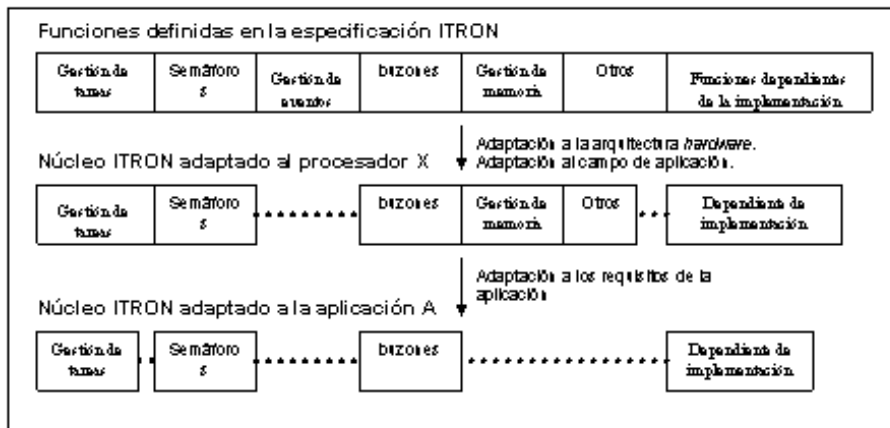 Funciones definidas en la especificación ITRON
Gestión de
tareas
Semáforo
s
Gestión de
eventos
buzones
Gestión de
memoria
Otros
Funciones dependientes
de la implementación
Adaptación a la arquitectura hardware.
Adaptación al campo de aplicación.
Núcleo ITRON adaptado al procesador X
Gestión de
tareas
Semáforo
s
buzones
Gestión de
memoria
Otros
Dependiente de
implementación
Adaptación a los requisitos de la
aplicación
Núcleo ITRON adaptado a la aplicación A
Gestión de
tareas
Semáforo
s
buzones
Dependiente de
implementación